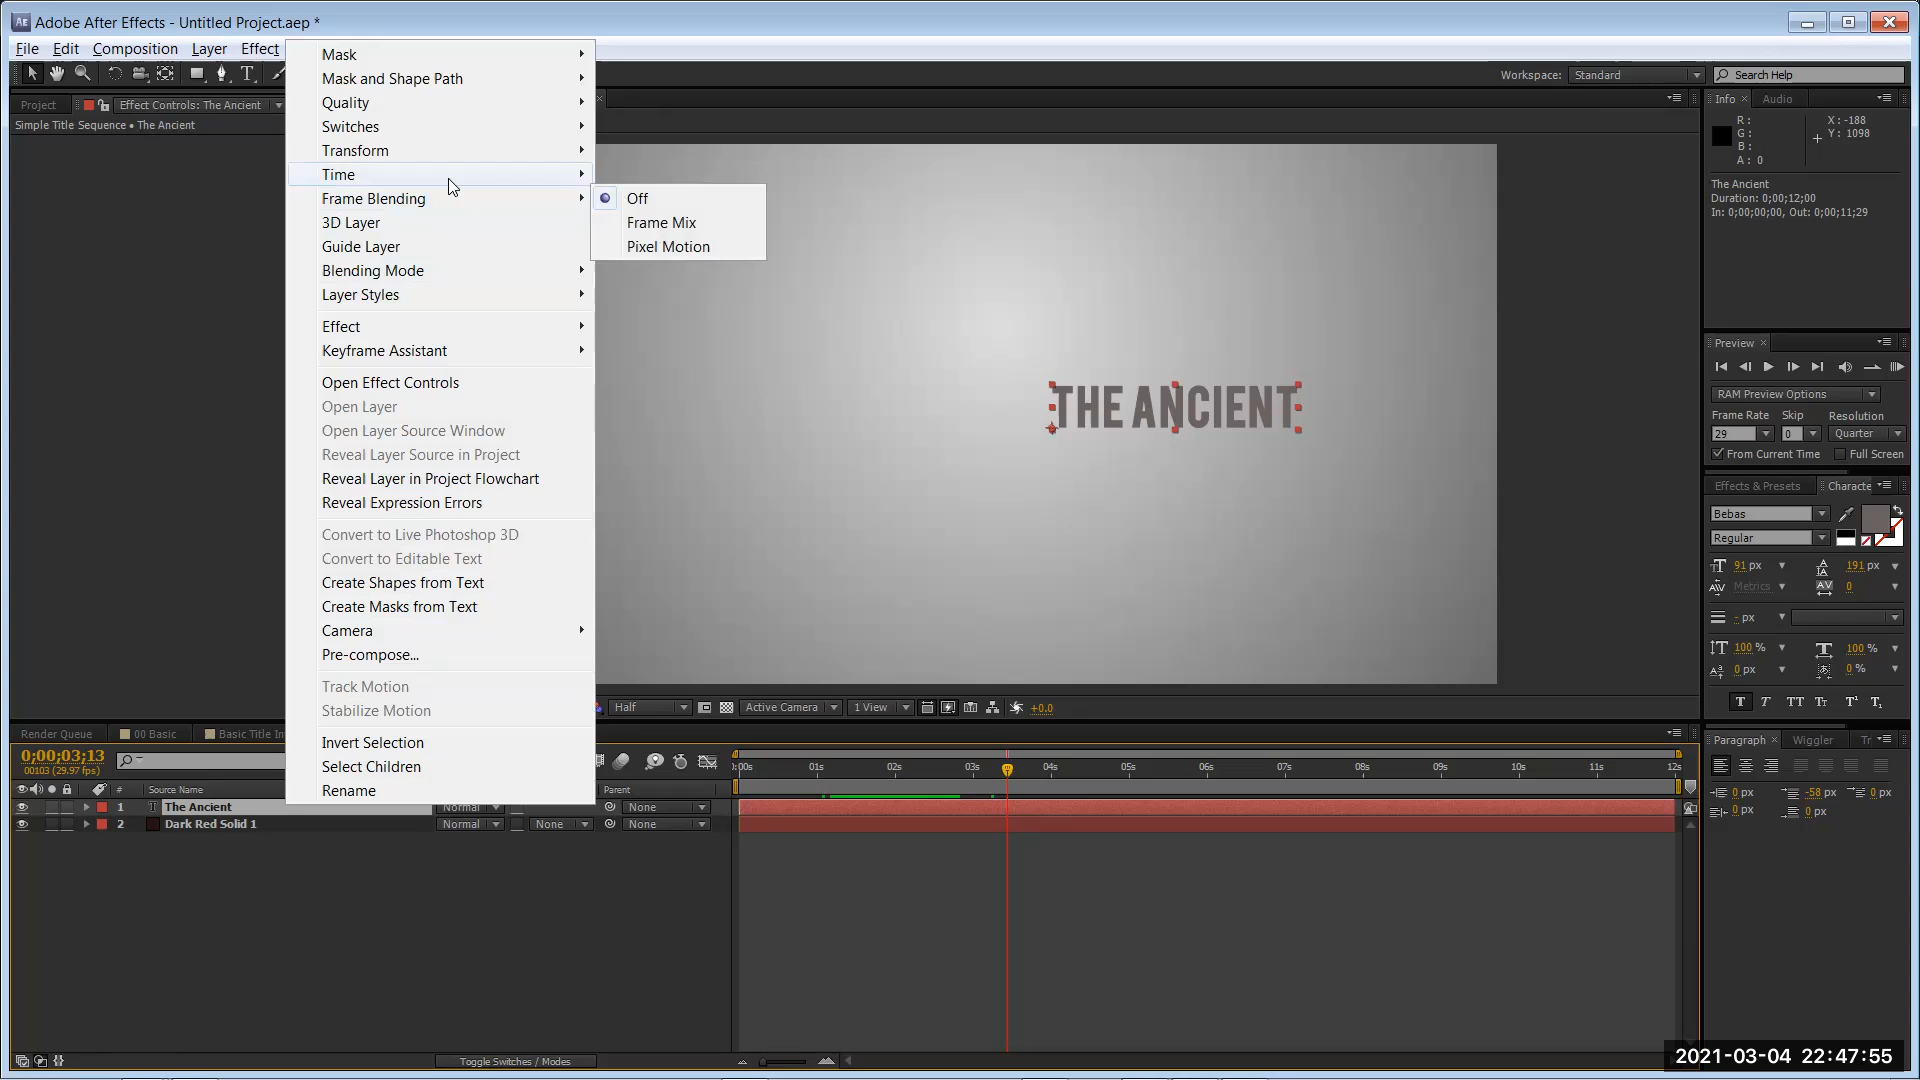 Adobe After Effects - Untitled Project.aep *
File Edit Composition Layer Effect
Workspace: Standard
Search Help
Project
Effect Controls: The Ancient
Simple Title Sequence • The Ancient
Mask
Mask and Shape Path
Quality
Switches
Transform
Time
Frame Blending
3D Layer
Guide Layer
Blending Mode
Layer Styles
Effect
Keyframe Assistant
Open Effect Controls
Open Layer
Open Layer Source Window
Reveal Layer Source in Project
Reveal Layer in Project Flowchart
Reveal Expression Errors
Convert to Live Photoshop 3D
Convert to Editable Text
Create Shapes from Text
Create Masks from Text
Camera
Pre-compose...
Track Motion
Stabilize Motion
Invert Selection
Select Children
Rename
Off
Frame Mix
Pixel Motion
THE ANCIENT
Half
Active Camera
1 View
+0.0
Info
Audio
R :
G :
B :
A : 0
X : -188
Y : 1098
The Ancient
Duration: 0;00;12;00
In: 0;00;00;00, Out: 0;00;11;29
Preview
RAM Preview Options
Frame Rate Skip Resolution
29 0 Quarter
From Current Time Full Screen
Effects & Presets
Characte
Bebas
Regular
91 px
191 px
Metrics
0
- px
100 %
100 %
0 px
0 %
T T TT Tт T¹ T₁
Paragraph
Wiggler
Tr
0 px
-58 px
0 px
0 px
0 px
Render Queue
00 Basic
Basic Title In
0;00;03;13
00103 (29.97 fps)
# Source Name
Parent
1 T The Ancient Normal None
2 Dark Red Solid 1 Normal None None
:00s 01s 02s 03s 04s 05s 06s 07s 08s 09s 10s 11s 12s
Toggle Switches / Modes
2021-03-04 22:47:55